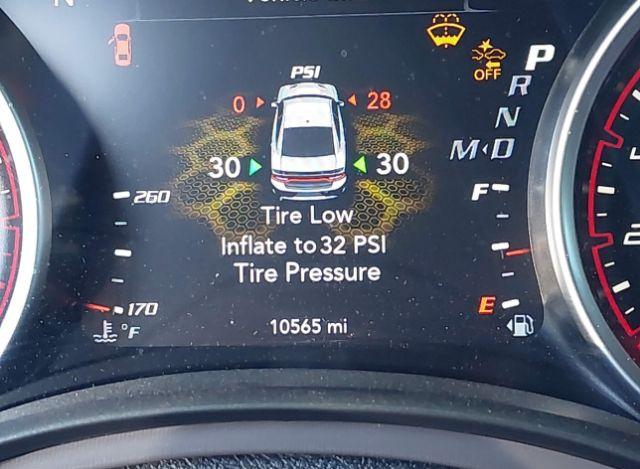 PSI
0 28
OFF
P
R
N
M D
30 30
260
F
Tire Low
Inflate to 32 PSI
Tire Pressure
170
°F
E
10565 mi